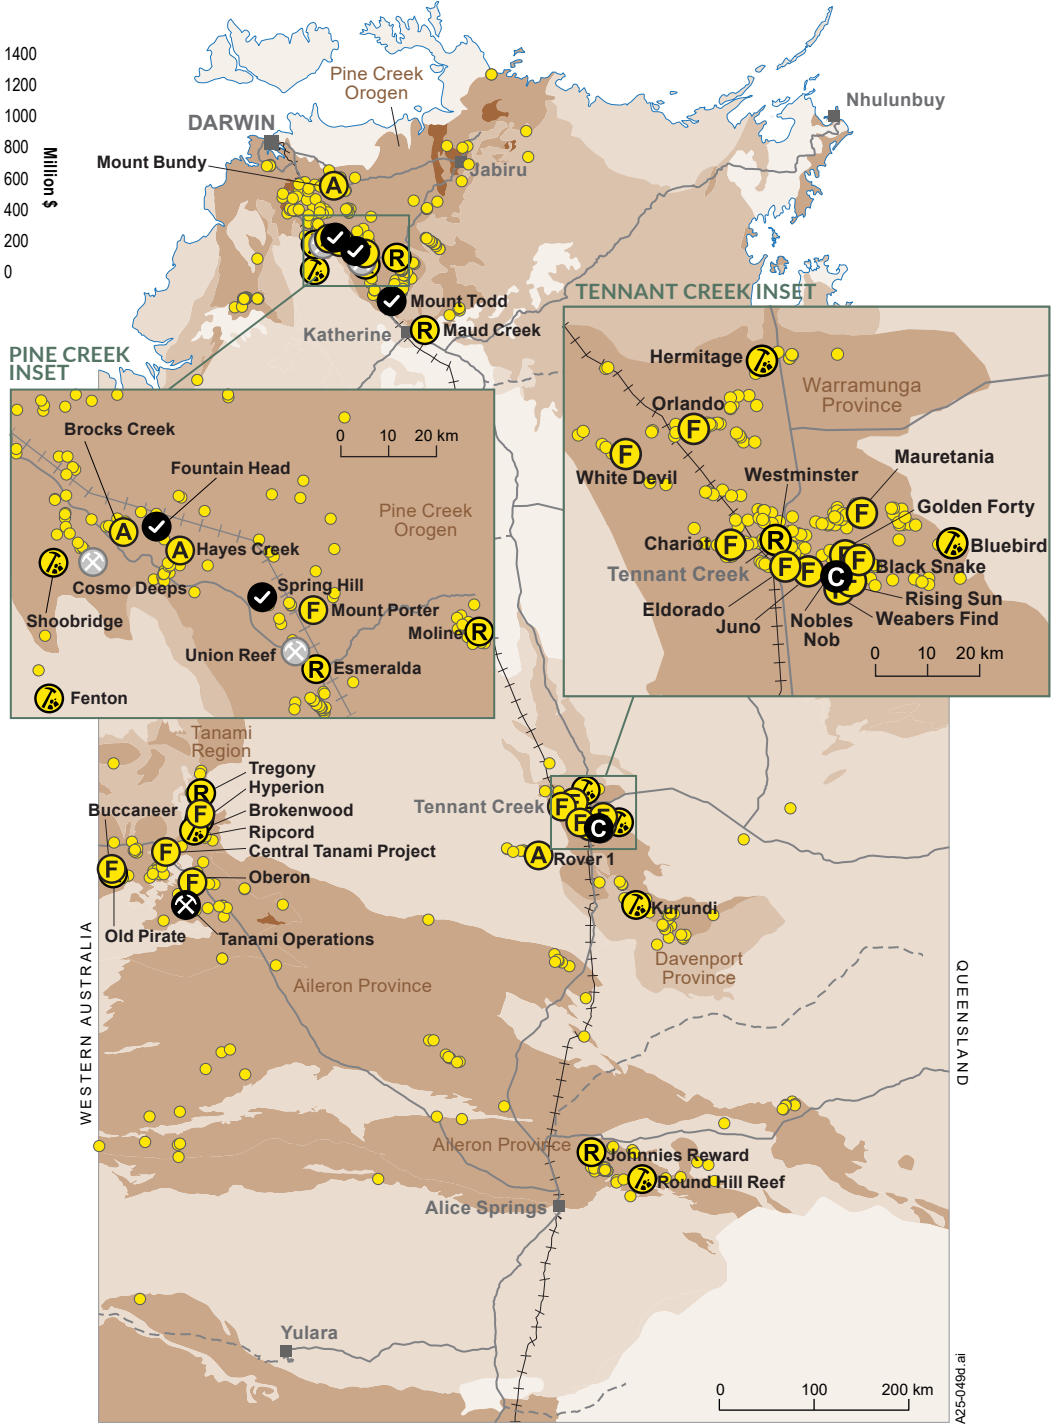 1400
1200
1000
800
600
400
200
0
Million $
Pine Creek
Orogen
Nhulunbuy
DARWIN
Mount Bundy
A
Jabiru
R
Mount Todd
Katherine
R
Maud Creek
PINE CREEK
INSET
Brocks Creek
Fountain Head
0 10 20 km
Pine Creek
Orogen
A
A
Hayes Creek
Cosmo Deeps
Spring Hill
Shoobridge
F
Mount Porter
Moline
R
Union Reef
R
Esmeralda
Fenton
TENNANT CREEK INSET
Hermitage
Warramunga
Province
Orlando
F
F
White Devil
Westminster
Mauretania
F
Golden Forty
Chariot
F
R
Bluebird
F
F
Black Snake
Tennant Creek
F
F
C
Eldorado
Rising Sun
Juno
Nobles
Nob
F
Weabers Find
0 10 20 km
Tanami
Region
Tregony
R
Hyperion
Buccaneer
F
Brokenwood
Ripcord
F
Central Tanami Project
F
F
Oberon
Old Pirate
Tanami Operations
Tennant Creek
F
F
F
C
A
Rover 1
Kurundi
Davenport
Province
Aileron Province
WESTERN AUSTRALIA
QUEENSLAND
Aileron Province
R
Johnnies Reward
Round Hill Reef
Alice Springs
Yulara
0 100 200 km
A25-049d.ai